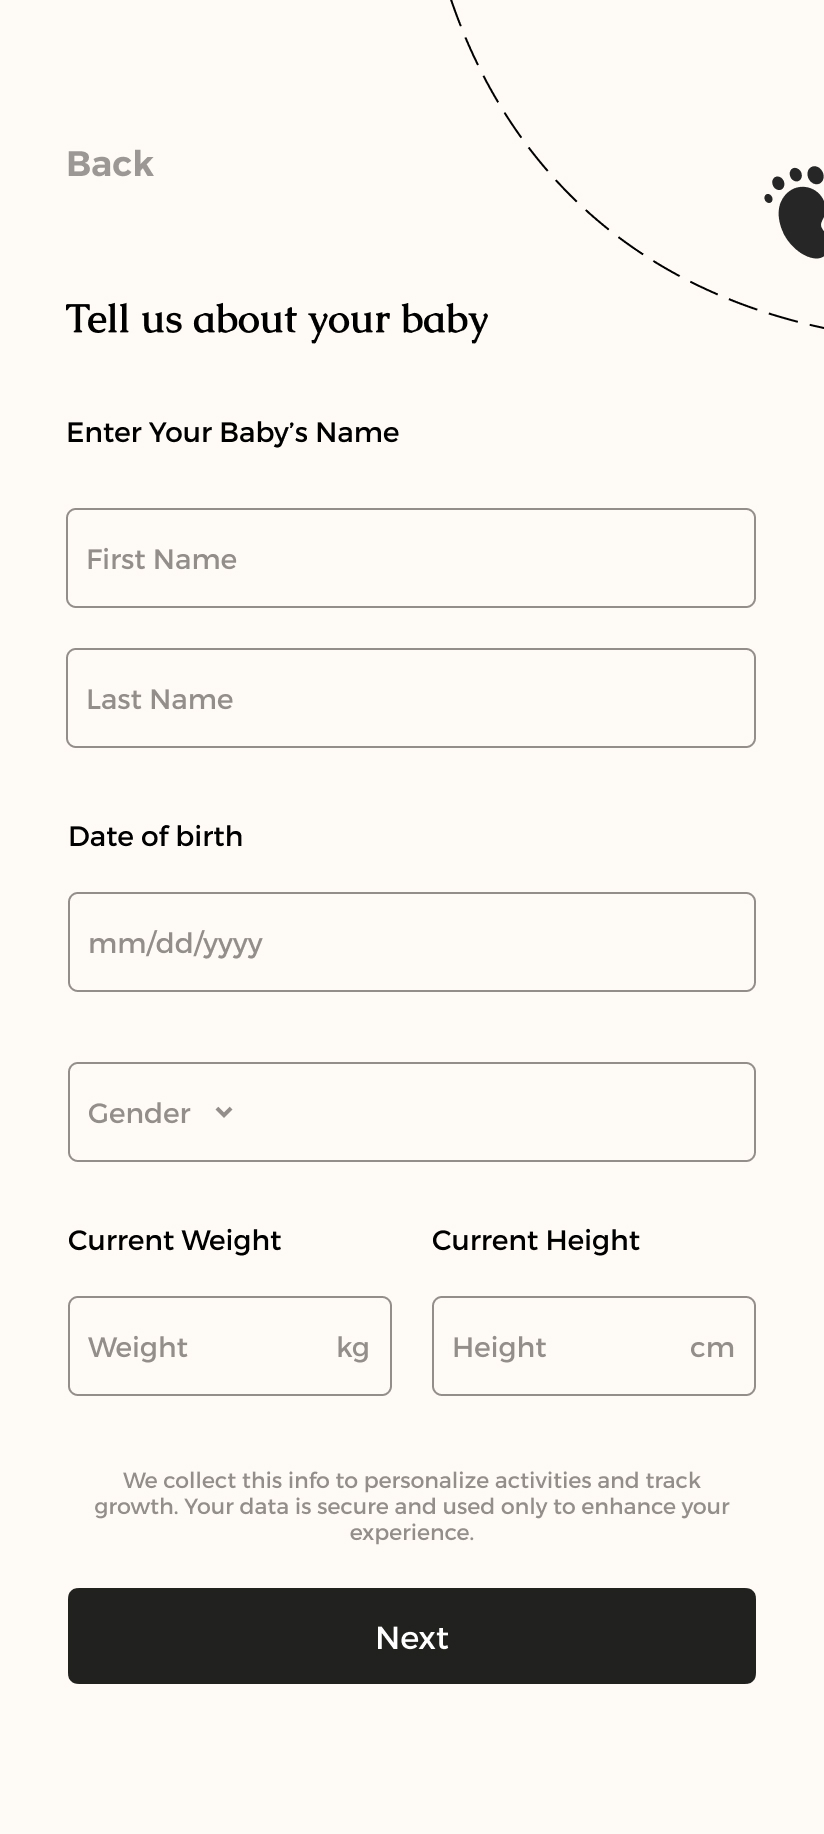 Back
Tell us about your baby
Enter Your Baby’s Name
First Name
Last Name
Date of birth
mm/dd/yyyy
Gender
Current Weight
Current Height
Weight kg
Height cm
We collect this info to personalize activities and track
growth. Your data is secure and used only to enhance your
experience.
Next